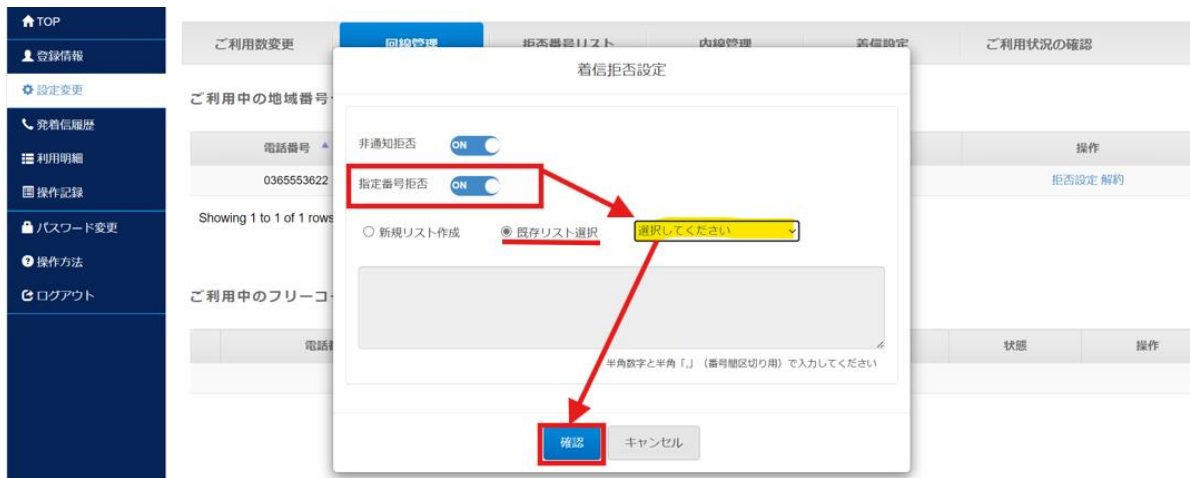 TOP
登録情報
設定変更
発着信履歴
利用明細
操作記録
パスワード変更
操作方法
ログアウト
ご利用数変更 回線管理 拒否番号リスト 内線管理 着信設定 ご利用状況の確認
ご利用中の地域番号
電話番号 操作
0365553622 拒否設定 解約
Showing 1 to 1 of 1 rows
ご利用中のフリーコ
電話 状態 操作
着信拒否設定
非通知拒否 ON
指定番号拒否 ON
新規リスト作成 既存リスト選択 選択してください
半角数字と半角「,」（番号間区切り用）で入力してください
確認 キャンセル